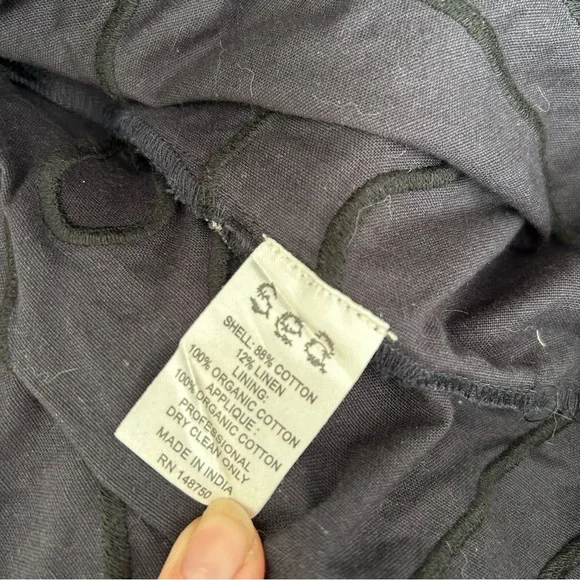 Sea
SHELL: 88% COTTON
12% LINEN
LINING:
100% ORGANIC COTTON
APPLIQUE :
100% ORGANIC COTTON
PROFESSIONAL
DRY CLEAN ONLY
MADE IN INDIA
RN 148750